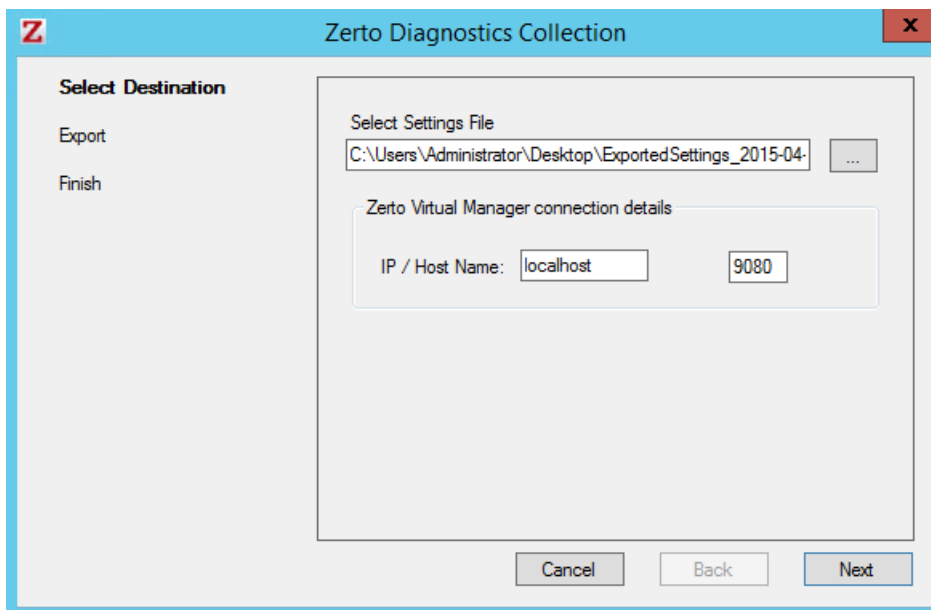 Z
Zerto Diagnostics Collection
x
Select Destination
Export
Finish
Select Settings File
C:\Users\Administrator\Desktop\ExportedSettings_2015-04-
...
Zerto Virtual Manager connection details
IP / Host Name: localhost 9080
Cancel Back Next